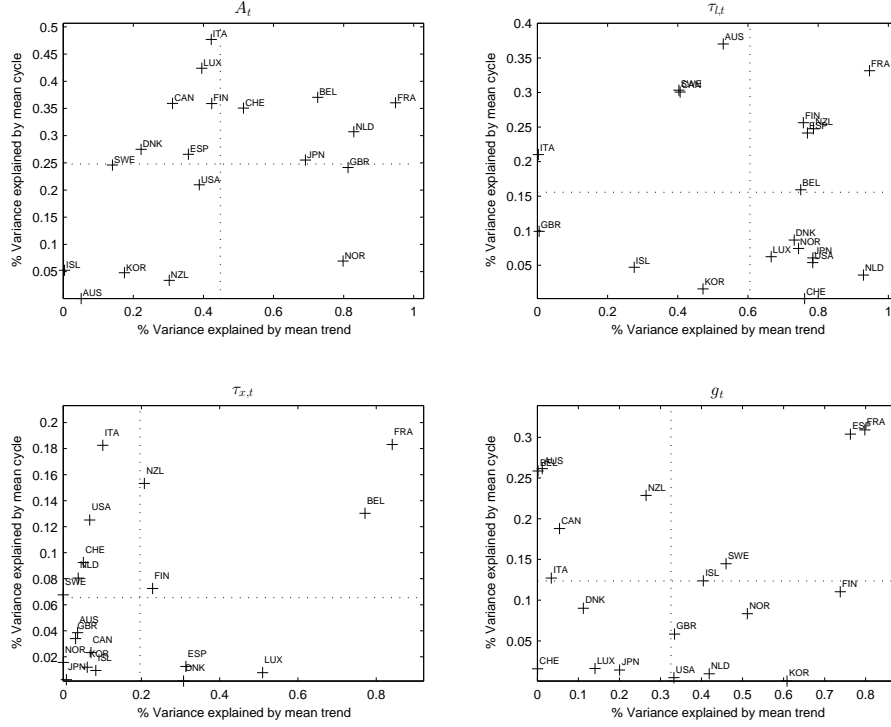 A_t
0.5
0.45
0.4
0.35
0.3
0.25
0.2
0.15
0.1
0.05
% Variance explained by mean cycle
ITA
LUX
CAN
FIN
CHE
BEL
FRA
NLD
DNK
ESP
JPN
SWE
GBR
USA
ISL
KOR
NZL
NOR
AUS
0 0.2 0.4 0.6 0.8 1
% Variance explained by mean trend
τ_{l,t}
0.35
0.3
0.25
0.2
0.15
0.1
0.05
% Variance explained by mean cycle
AUS
FRA
SWE
CAN
FIN
NZL
ESP
ITA
BEL
GBR
DNK
NOR
LUX
JPN
USA
ISL
NLD
KOR
CHE
0 0.2 0.4 0.6 0.8 1
% Variance explained by mean trend
τ_{x,t}
0.2
0.18
0.16
0.14
0.12
0.1
0.08
0.06
0.04
0.02
% Variance explained by mean cycle
ITA
FRA
NZL
BEL
USA
CHE
NLD
SWE
FIN
AUS
GBR
CAN
NOR
KOR
ISL
ESP
LUX
JPN
DNK
0 0.2 0.4 0.6 0.8
% Variance explained by mean trend
g_t
0.3
0.25
0.2
0.15
0.1
0.05
% Variance explained by mean cycle
ESP
FRA
BEL
AUS
NZL
CAN
SWE
ITA
ISL
FIN
DNK
NOR
GBR
CHE
LUX
JPN
USA
NLD
KOR
0 0.1 0.2 0.3 0.4 0.5 0.6 0.7 0.8
% Variance explained by mean trend